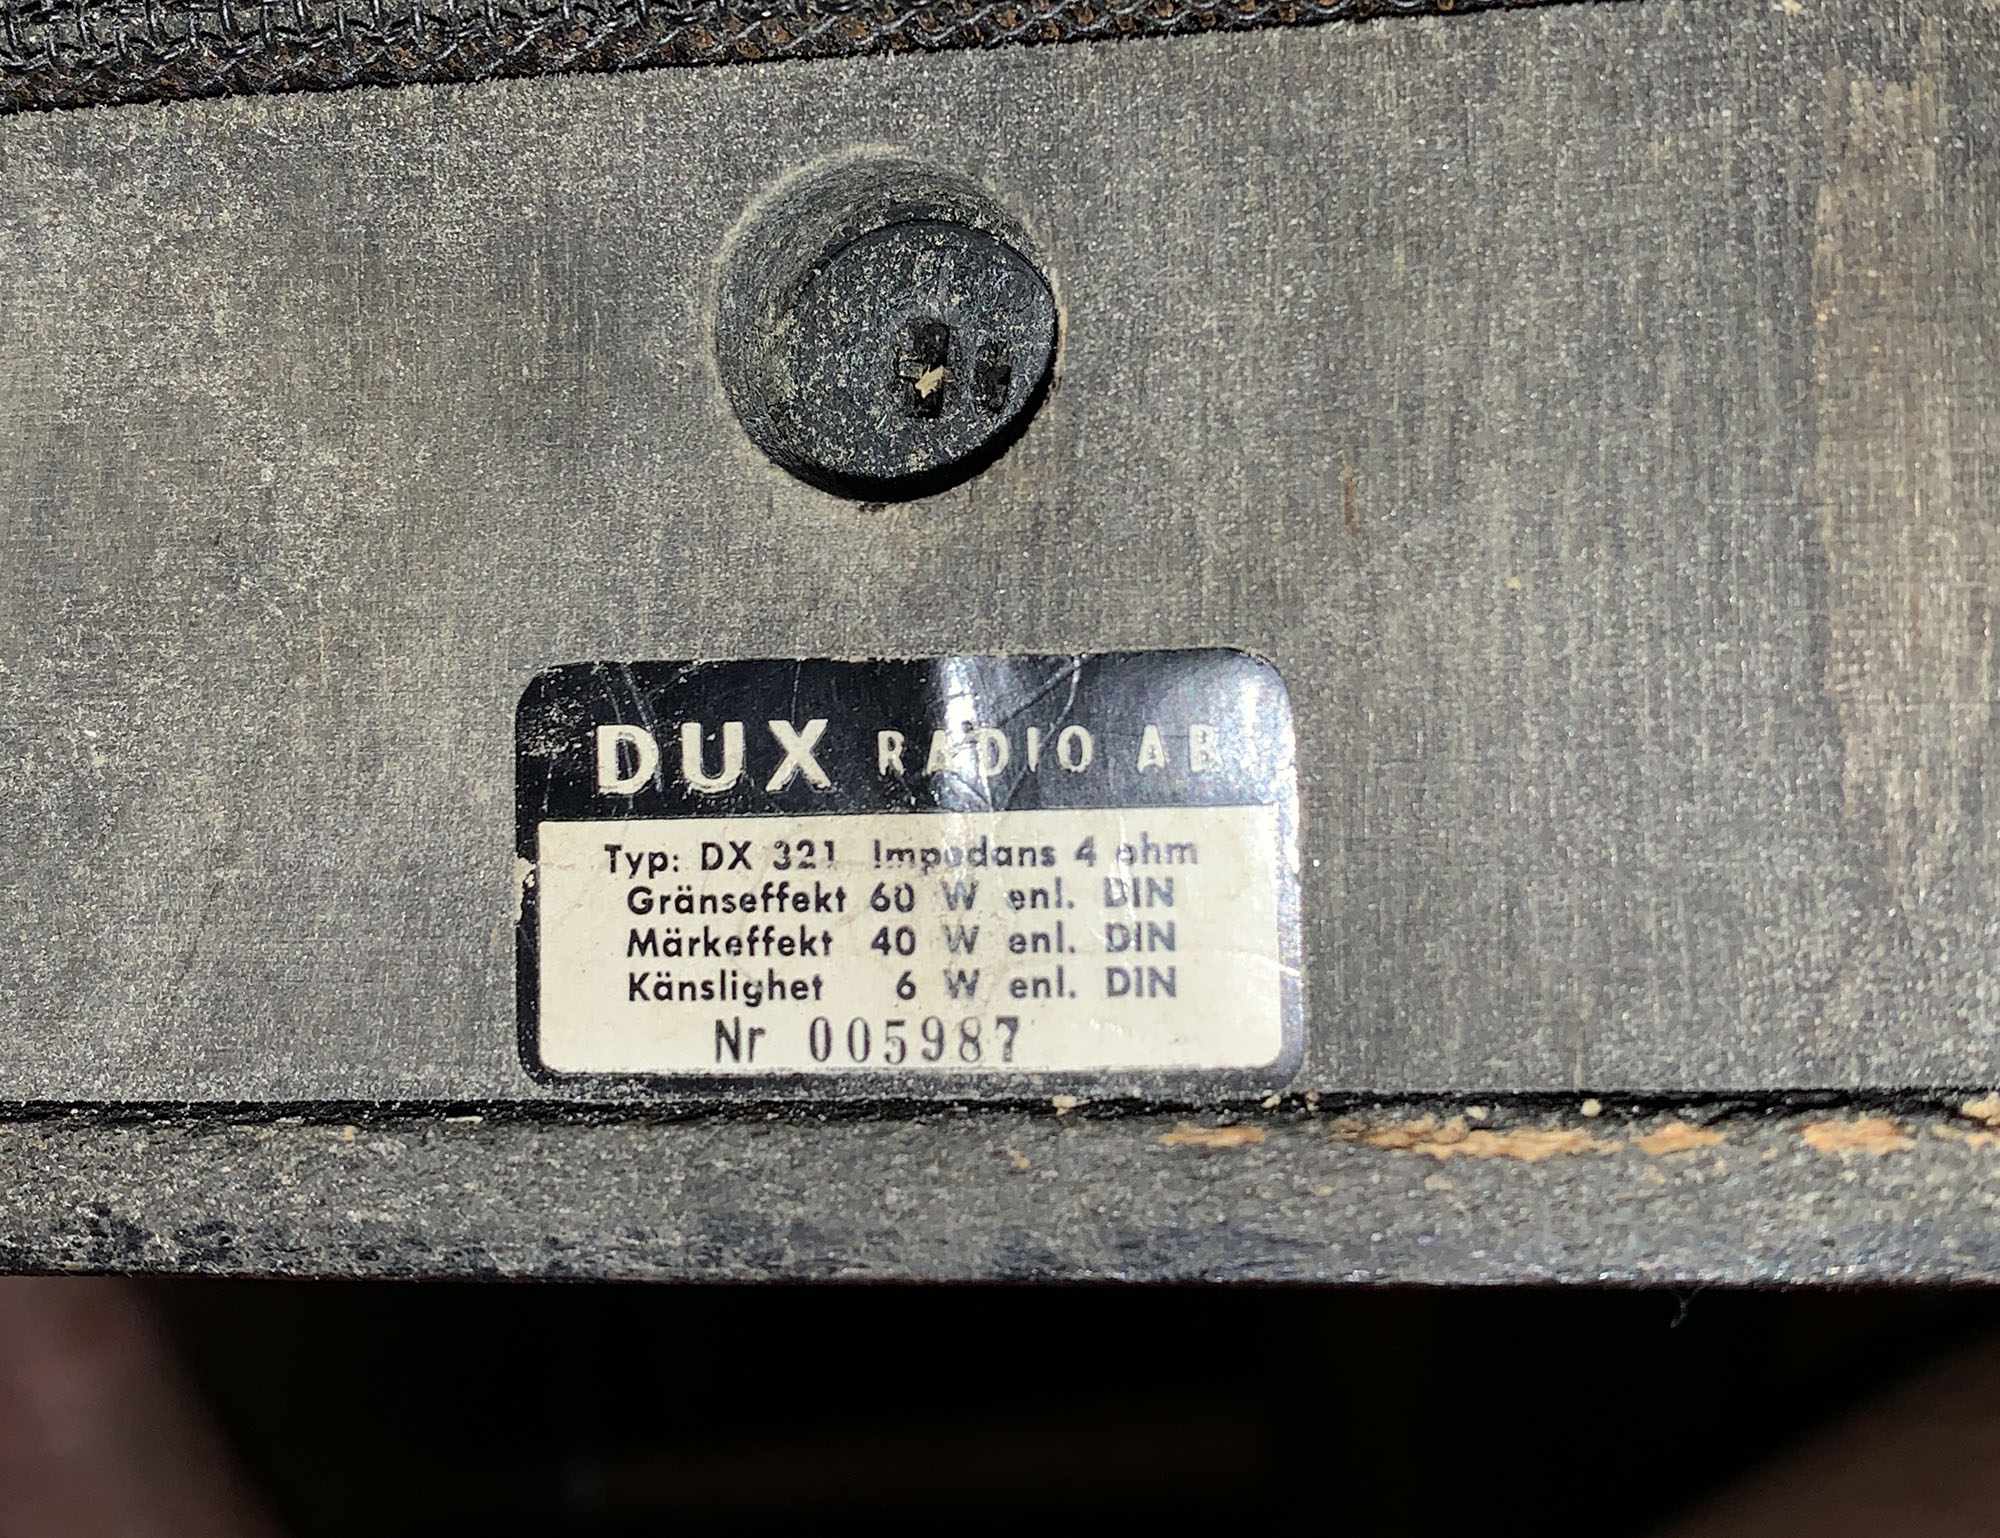 DUX RADIO AB
Typ: DX 321 Impedans 4 ohm
Gränseffekt 60 W enl. DIN
Märkeffekt 40 W enl. DIN
Känslighet 6 W enl. DIN
Nr 005987